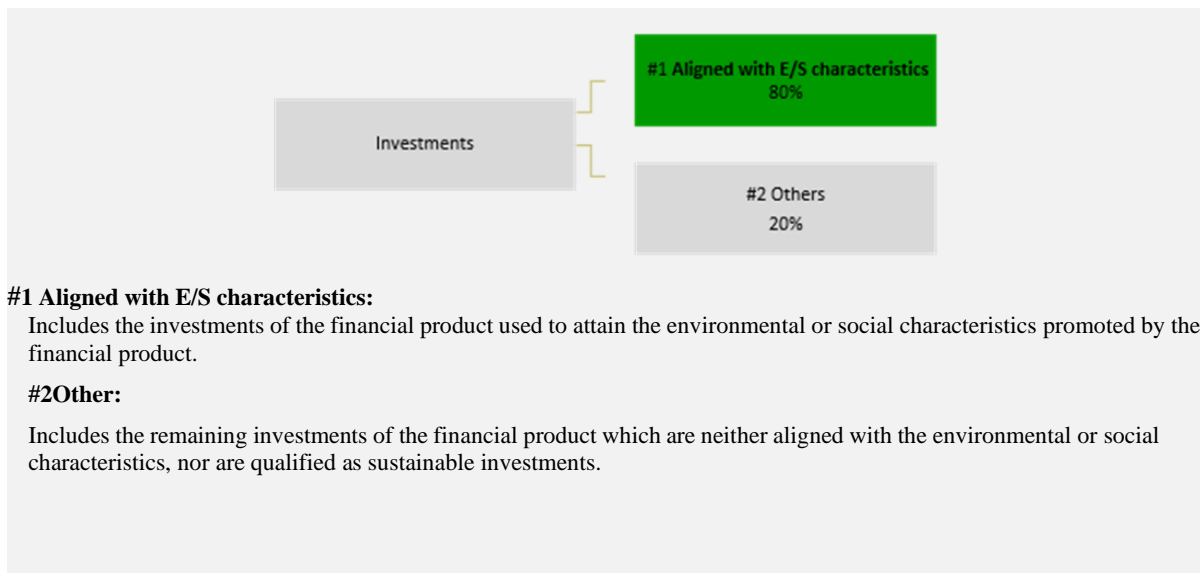 #1 Aligned with E/S characteristics
80%
Investments
#2 Others
20%
#1 Aligned with E/S characteristics:
Includes the investments of the financial product used to attain the environmental or social characteristics promoted by the
financial product.
#2Other:
Includes the remaining investments of the financial product which are neither aligned with the environmental or social
characteristics, nor are qualified as sustainable investments.